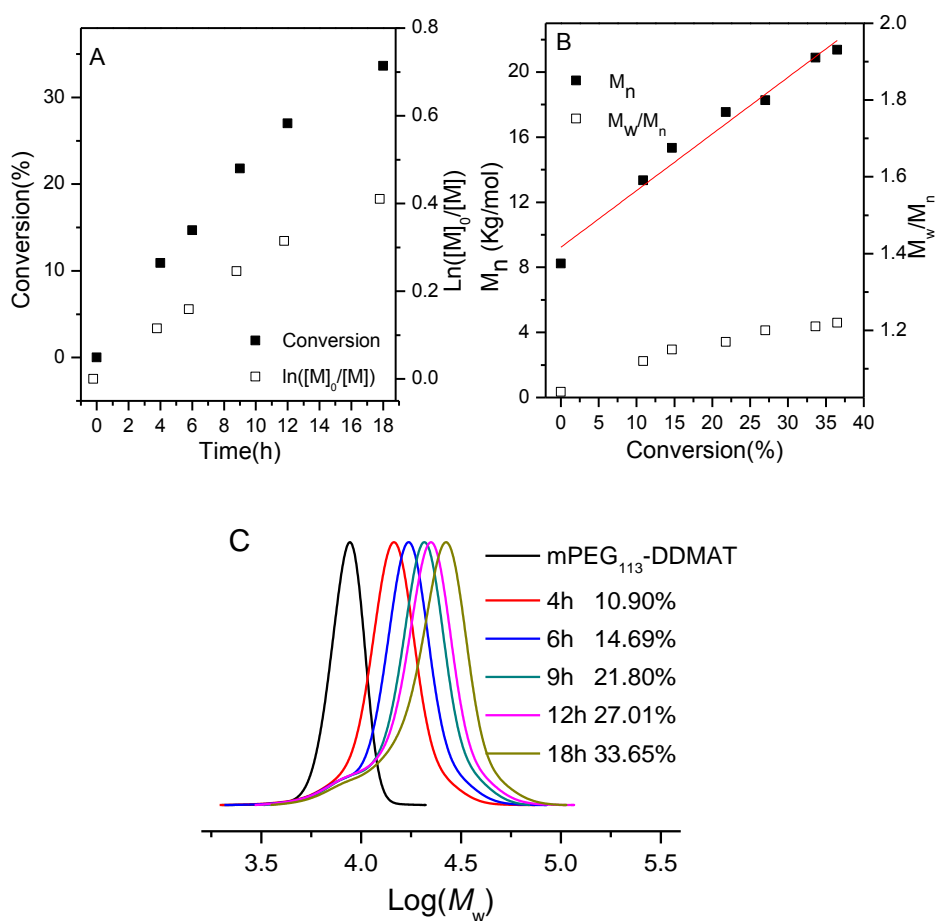 A
Conversion(%)
30
20
10
0
0 2 4 6 8 10 12 14 16 18
Time(h)
0.8
0.6
0.4
0.2
0.0
Ln([M]₀/[M])
Conversion
ln([M]₀/[M])
B
Mₙ (Kg/mol)
20
16
12
8
4
0
0 5 10 15 20 25 30 35 40
Conversion(%)
2.0
1.8
1.6
1.4
1.2
M_w/Mₙ
Mₙ
M_w/Mₙ
C
mPEG₁₁₃-DDMAT
4h 10.90%
6h 14.69%
9h 21.80%
12h 27.01%
18h 33.65%
3.5 4.0 4.5 5.0 5.5
Log(M_w)